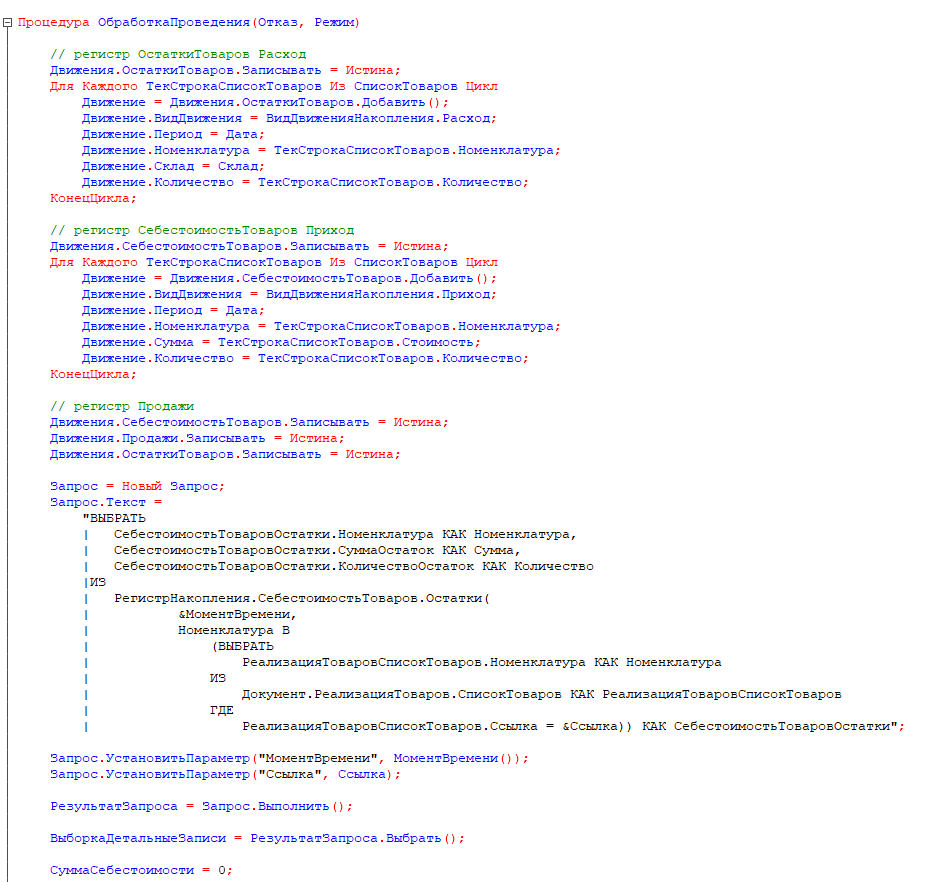 Процедура ОбработкаПроведения(Отказ, Режим)
// регистр ОстаткиТоваров Расход
Движения.ОстаткиТоваров.Записывать = Истина;
Для Каждого ТекСтрокаСписокТоваров Из СписокТоваров Цикл
Движение = Движения.ОстаткиТоваров.Добавить();
Движение.ВидДвижения = ВидДвиженияНакопления.Расход;
Движение.Период = Дата;
Движение.Номенклатура = ТекСтрокаСписокТоваров.Номенклатура;
Движение.Склад = Склад;
Движение.Количество = ТекСтрокаСписокТоваров.Количество;
КонецЦикла;
// регистр СебестоимостьТоваров Приход
Движения.СебестоимостьТоваров.Записывать = Истина;
Для Каждого ТекСтрокаСписокТоваров Из СписокТоваров Цикл
Движение = Движения.СебестоимостьТоваров.Добавить();
Движение.ВидДвижения = ВидДвиженияНакопления.Приход;
Движение.Период = Дата;
Движение.Номенклатура = ТекСтрокаСписокТоваров.Номенклатура;
Движение.Сумма = ТекСтрокаСписокТоваров.Стоимость;
Движение.Количество = ТекСтрокаСписокТоваров.Количество;
КонецЦикла;
// регистр Продажи
Движения.СебестоимостьТоваров.Записывать = Истина;
Движения.Продажи.Записывать = Истина;
Движения.ОстаткиТоваров.Записывать = Истина;
Запрос = Новый Запрос;
Запрос.Текст =
"ВЫБРАТЬ
| СебестоимостьТоваровОстатки.Номенклатура КАК Номенклатура,
| СебестоимостьТоваровОстатки.СуммаОстаток КАК Сумма,
| СебестоимостьТоваровОстатки.КоличествоОстаток КАК Количество
|ИЗ
| РегистрНакопления.СебестоимостьТоваров.Остатки(
| &МоментВремени,
| Номенклатура В
| (ВЫБРАТЬ
| РеализацияТоваровСписокТоваров.Номенклатура КАК Номенклатура
| ИЗ
| Документ.РеализацияТоваров.СписокТоваров КАК РеализацияТоваровСписокТоваров
| ГДЕ
| РеализацияТоваровСписокТоваров.Ссылка = &Ссылка)) КАК СебестоимостьТоваровОстатки";
Запрос.УстановитьПараметр("МоментВремени", МоментВремени());
Запрос.УстановитьПараметр("Ссылка", Ссылка);
РезультатЗапроса = Запрос.Выполнить();
ВыборкаДетальныеЗаписи = РезультатЗапроса.Выбрать();
СуммаСебестоимости = 0;